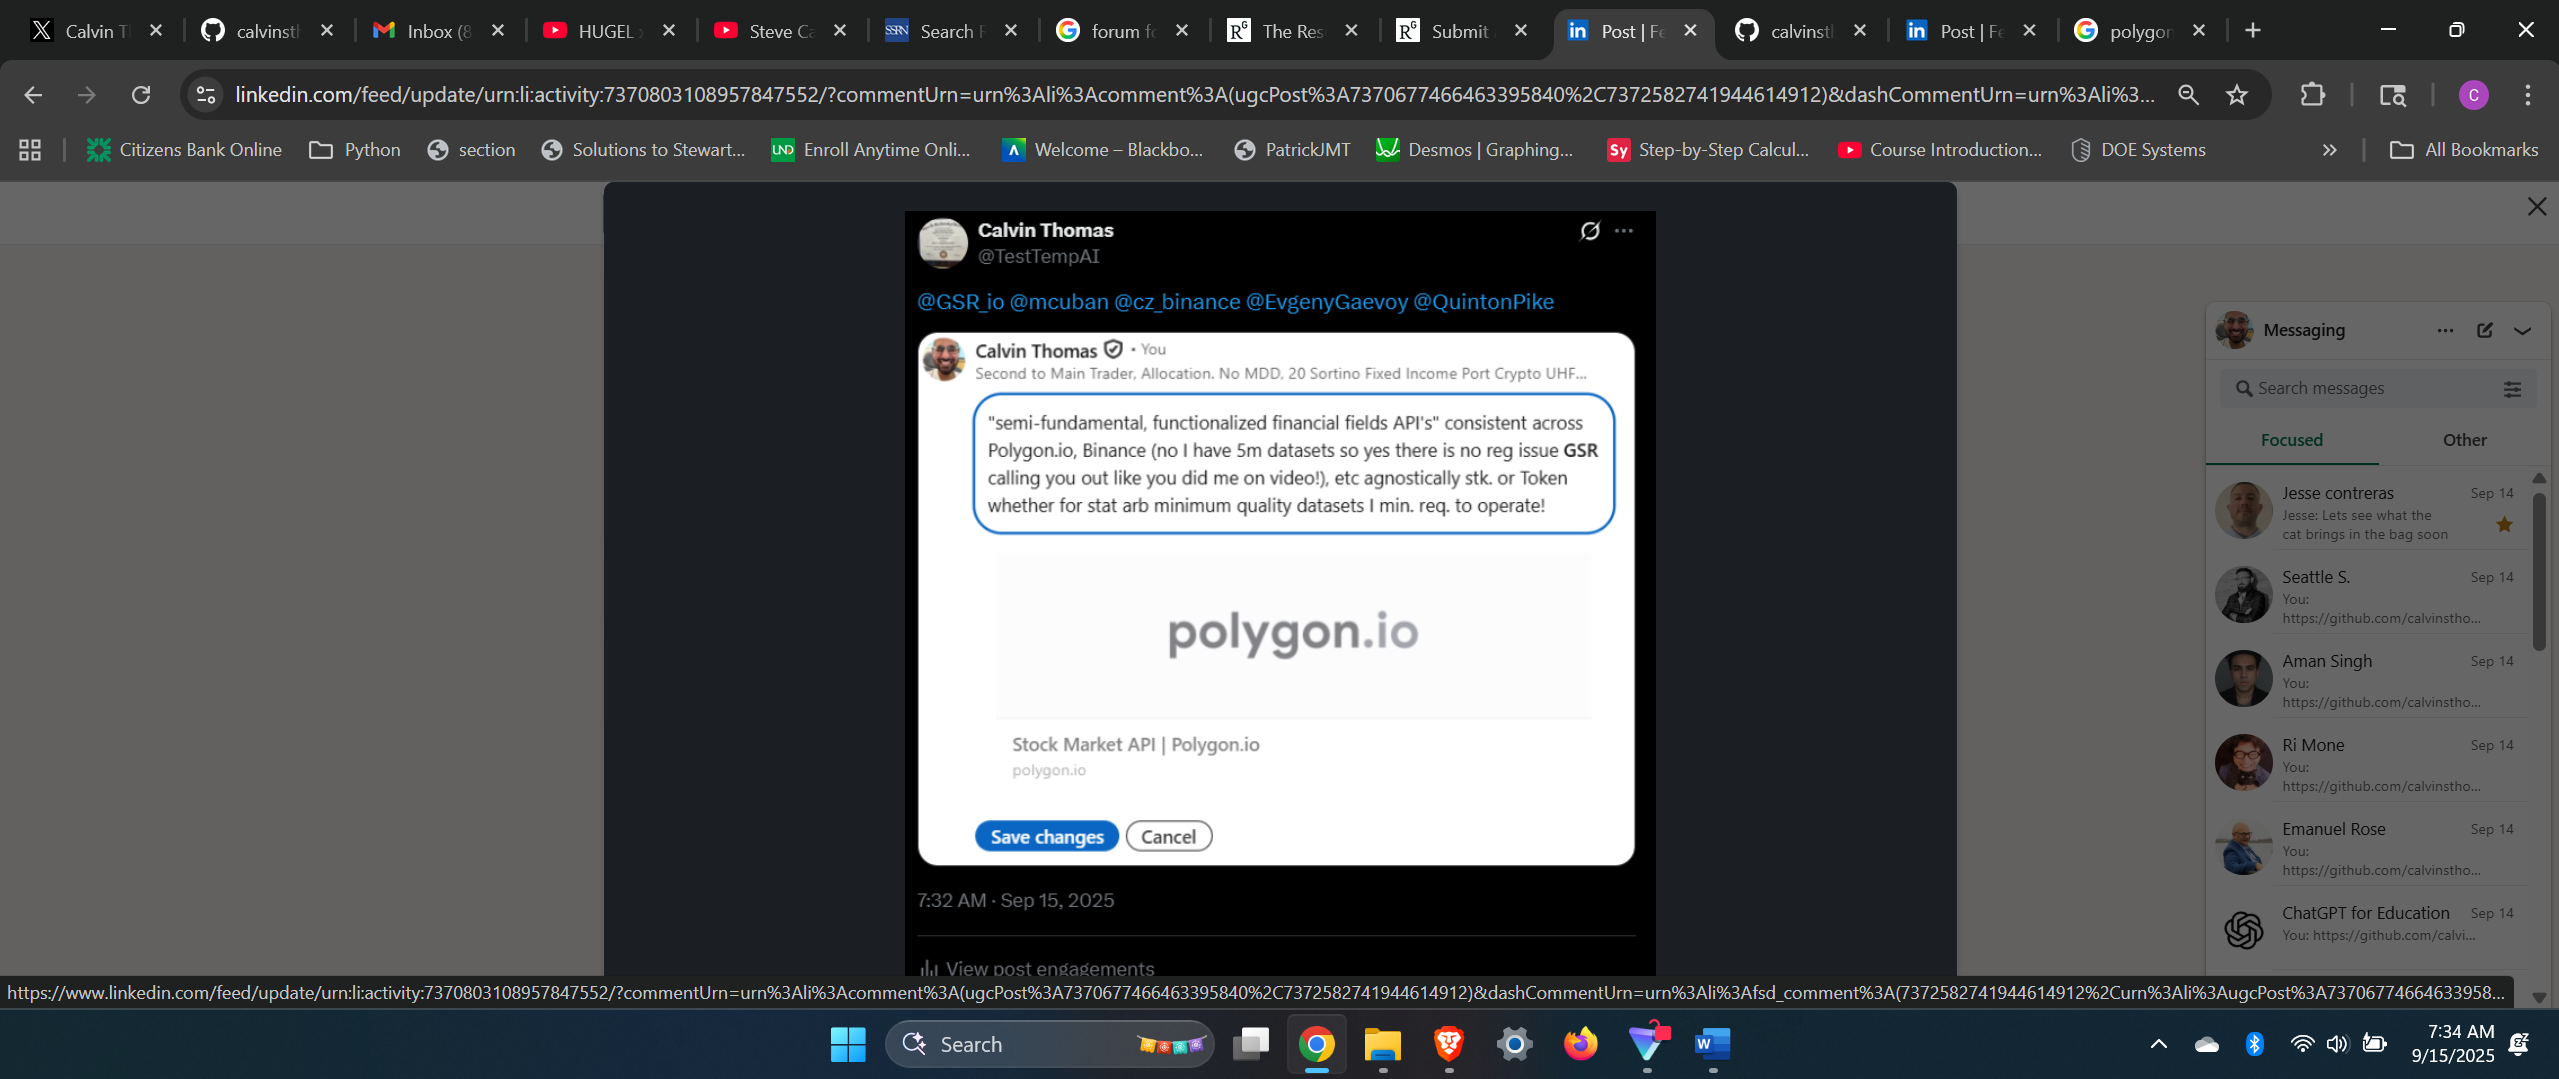 Calvin T
calvinst
Inbox (8
HUGEL
Steve Ca
SSRN Search R
forum fo
RG The Res
RG Submit
in Post | Fe
calvinstl
in Post | Fe
polygon
linkedin.com/feed/update/urn:li:activity:7370803108957847552/?commentUrn=urn%3Ali%3Acomment%3A(ugcPost%3A7370677466463395840%2C7372582741944614912)&dashCommentUrn=urn%3Ali%3...
C
Citizens Bank Online
Python
section
Solutions to Stewart...
UND Enroll Anytime Onli...
Welcome – Blackbo...
PatrickJMT
Desmos | Graphing...
Sy Step-by-Step Calcul...
Course Introduction...
DOE Systems
All Bookmarks
Calvin Thomas
@TestTempAI
@GSR_io @mcuban @cz_binance @EvgenyGaevoy @QuintonPike
Calvin Thomas • You
Second to Main Trader, Allocation. No MDD, 20 Sortino Fixed Income Port Crypto UHF...
"semi-fundamental, functionalized financial fields API's" consistent across
Polygon.io, Binance (no I have 5m datasets so yes there is no reg issue GSR
calling you out like you did me on video!), etc agnostically stk. or Token
whether for stat arb minimum quality datasets I min. req. to operate!
polygon.io
Stock Market API | Polygon.io
polygon.io
Save changes
Cancel
7:32 AM · Sep 15, 2025
View post engagements
Messaging
Search messages
Focused
Other
Jesse contreras Sep 14
Jesse: Lets see what the
cat brings in the bag soon
Seattle S. Sep 14
You:
https://github.com/calvinstho...
Aman Singh Sep 14
You:
https://github.com/calvinstho...
Ri Mone Sep 14
You:
https://github.com/calvinstho...
Emanuel Rose Sep 14
You:
https://github.com/calvinstho...
ChatGPT for Education Sep 14
You: https://github.com/calvi...
https://www.linkedin.com/feed/update/urn:li:activity:7370803108957847552/?commentUrn=urn%3Ali%3Acomment%3A(ugcPost%3A7370677466463395840%2C7372582741944614912)&dashCommentUrn=urn%3Ali%3Afsd_comment%3A(7372582741944614912%2Curn%3Ali%3AugcPost%3A73706774664633958...
Search
7:34 AM
9/15/2025